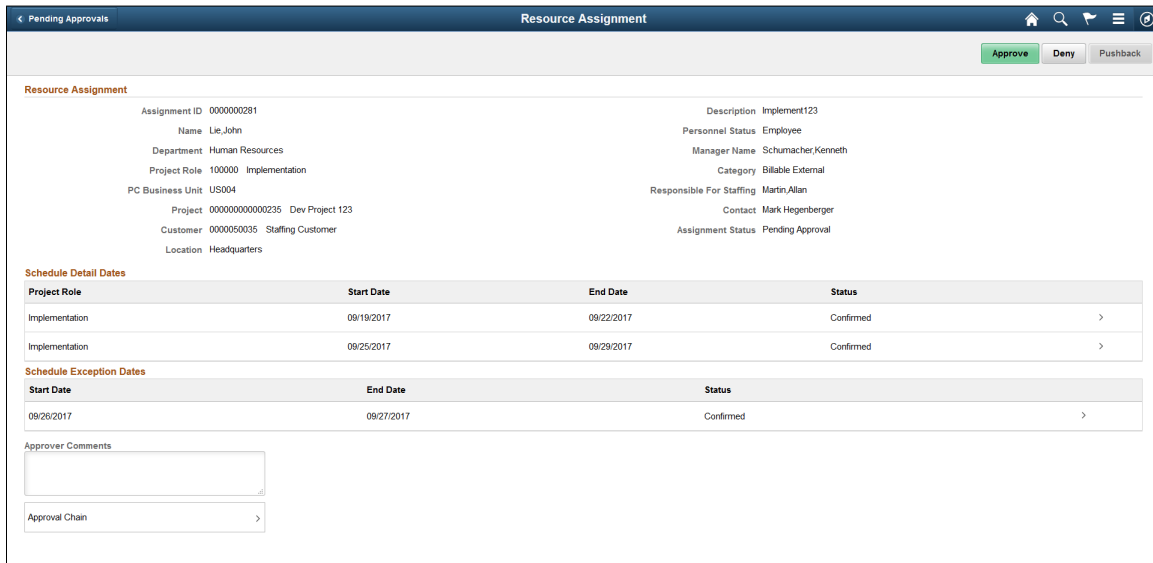 Pending Approvals
Resource Assignment
Approve Deny Pushback
Resource Assignment
Assignment ID 0000000281 Description Implement123
Name Lie,John Personnel Status Employee
Department Human Resources Manager Name Schumacher,Kenneth
Project Role 100000 Implementation Category Billable External
PC Business Unit US004 Responsible For Staffing Martin,Allan
Project 000000000000235 Dev Project 123 Contact Mark Hegenberger
Customer 0000050035 Staffing Customer Assignment Status Pending Approval
Location Headquarters
Schedule Detail Dates
Project Role Start Date End Date Status
Implementation 09/19/2017 09/22/2017 Confirmed
Implementation 09/25/2017 09/29/2017 Confirmed
Schedule Exception Dates
Start Date End Date Status
09/26/2017 09/27/2017 Confirmed
Approver Comments
Approval Chain